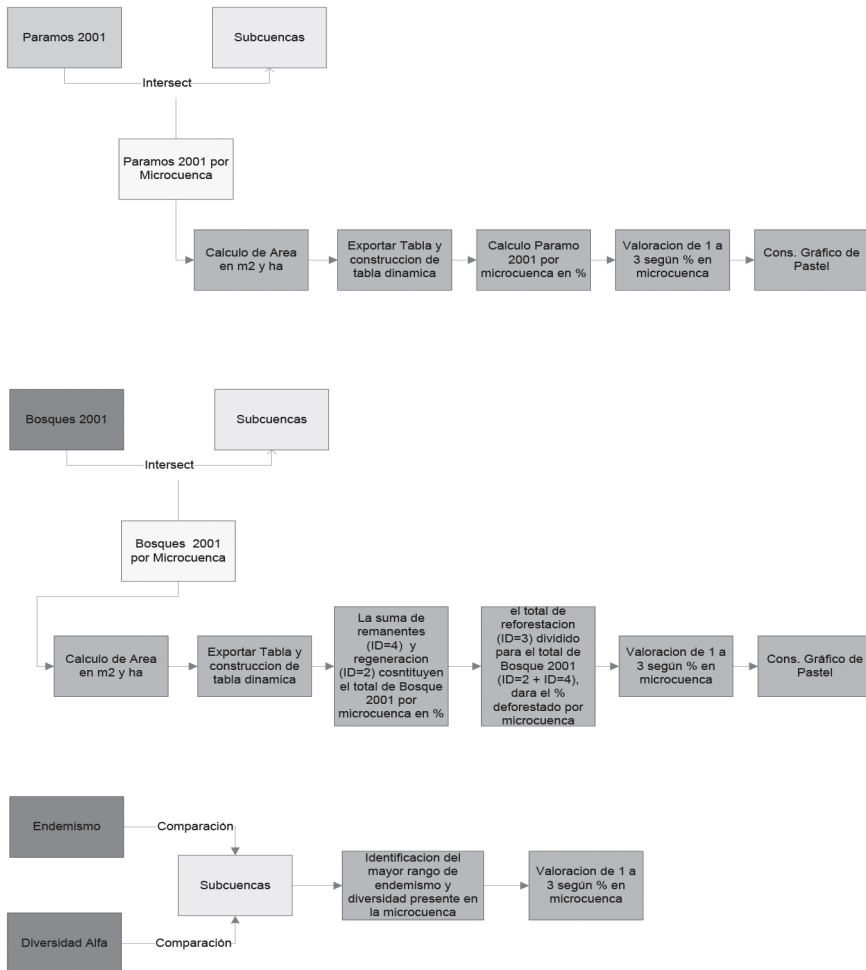 Paramos 2001
Subcuencas
Intersect
Paramos 2001 por
Microcuenca
Calculo de Area
en m2 y ha
Exportar Tabla y
construccion de
tabla dinamica
Calculo Paramo
2001 por
microcuenca en %
Valoracion de 1 a
3 según % en
microcuenca
Cons. Gráfico de
Pastel
Bosques 2001
Subcuencas
Intersect
Bosques 2001
por Microcuenca
Calculo de Area
en m2 y ha
Exportar Tabla y
construccion de
tabla dinamica
La suma de
remanentes
(ID=4) y
regeneracion
(ID=2) cosntituyen
el total de Bosque
2001 por
microcuenca en %
el total de
reforestacion
(ID=3) dividido
para el total de
Bosque 2001
(ID=2 + ID=4),
dara el %
deforestado por
microcuenca
Valoracion de 1 a
3 según % en
microcuenca
Cons. Gráfico de
Pastel
Endemismo
Comparación
Subcuencas
Identificacion del
mayor rango de
endemismo y
diversidad presente en
la microcuenca
Valoracion de 1 a
3 según % en
microcuenca
Diversidad Alfa
Comparación